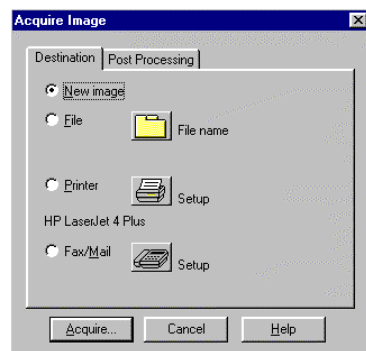 Acquire Image
Destination Post Processing
New image
File File name
Printer Setup
HP LaserJet 4 Plus
Fax/Mail Setup
Acquire... Cancel Help